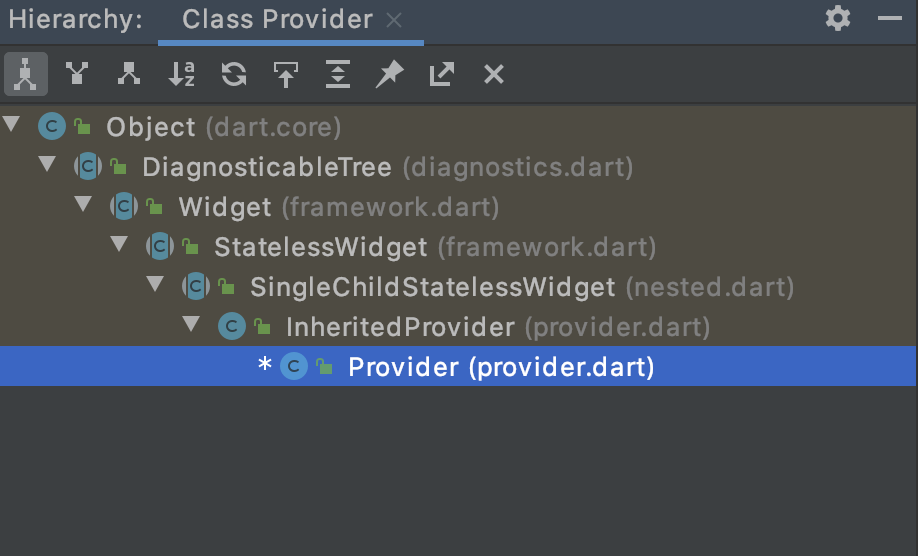 Hierarchy: Class Provider
Object (dart.core)
DiagnosticableTree (diagnostics.dart)
Widget (framework.dart)
StatelessWidget (framework.dart)
SingleChildStatelessWidget (nested.dart)
InheritedProvider (provider.dart)
* Provider (provider.dart)